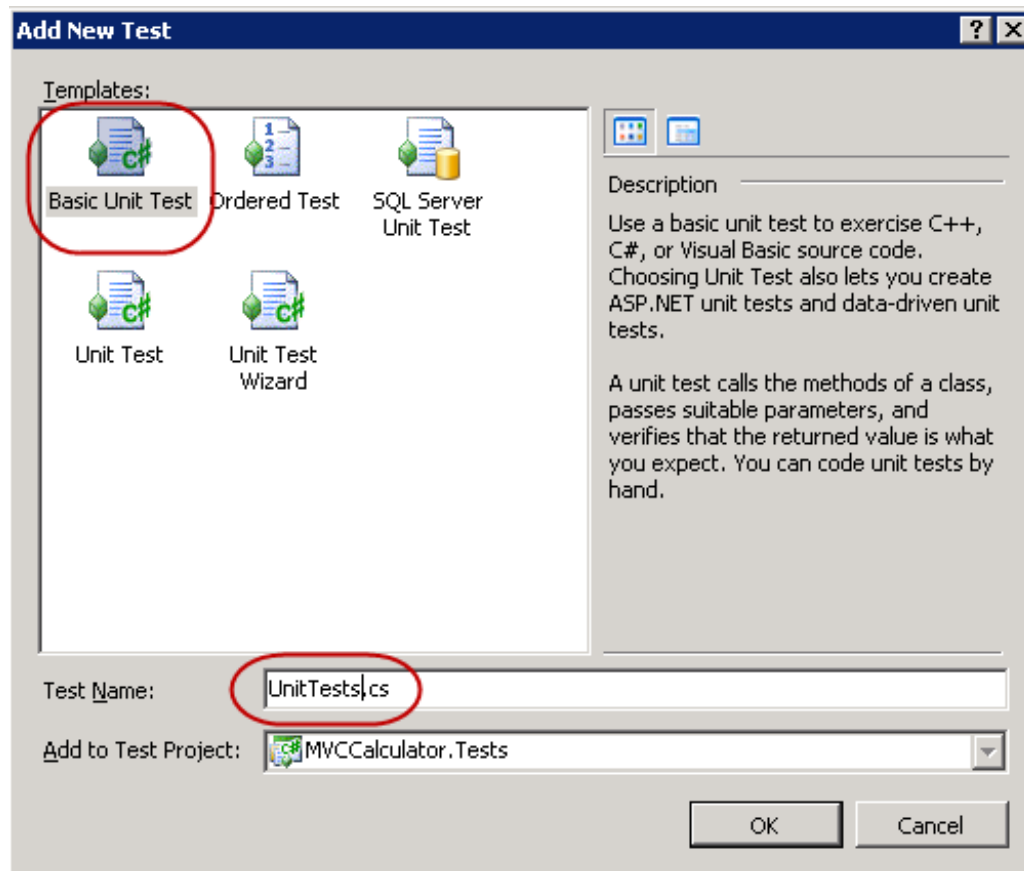 Add New Test
Templates:
Basic Unit Test
Ordered Test
SQL Server
Unit Test
Unit Test
Unit Test
Wizard
Description
Use a basic unit test to exercise C++,
C#, or Visual Basic source code.
Choosing Unit Test also lets you create
ASP.NET unit tests and data-driven unit
tests.
A unit test calls the methods of a class,
passes suitable parameters, and
verifies that the returned value is what
you expect. You can code unit tests by
hand.
Test Name:
UnitTests.cs
Add to Test Project:
MVCCalculator.Tests
OK
Cancel